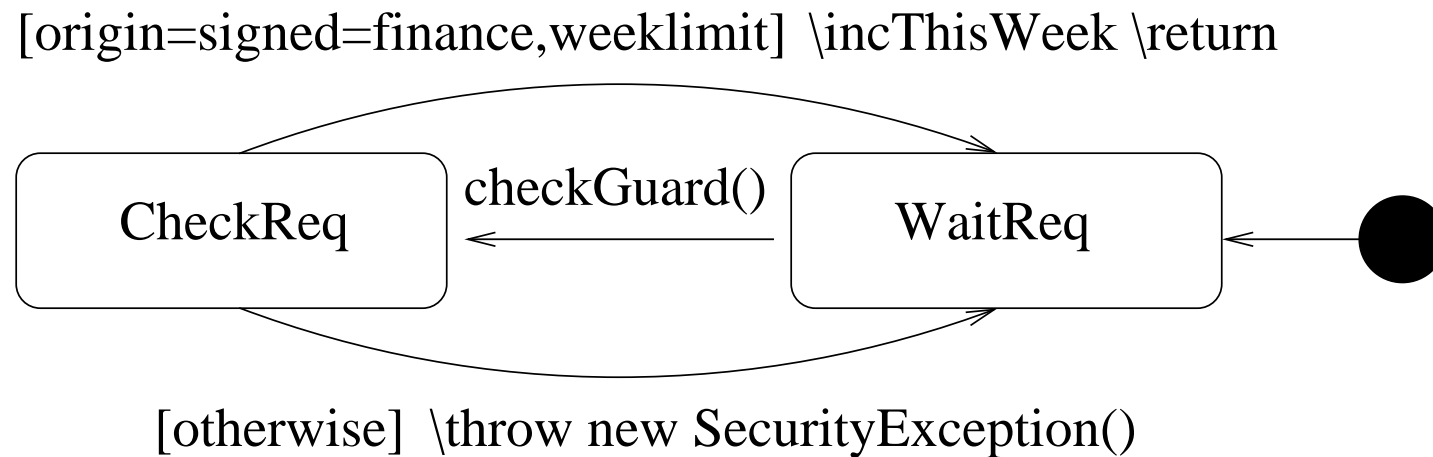 [origin=signed=finance,weeklimit] \incThisWeek \return
checkGuard()
CheckReq
WaitReq
[otherwise] \throw new SecurityException()